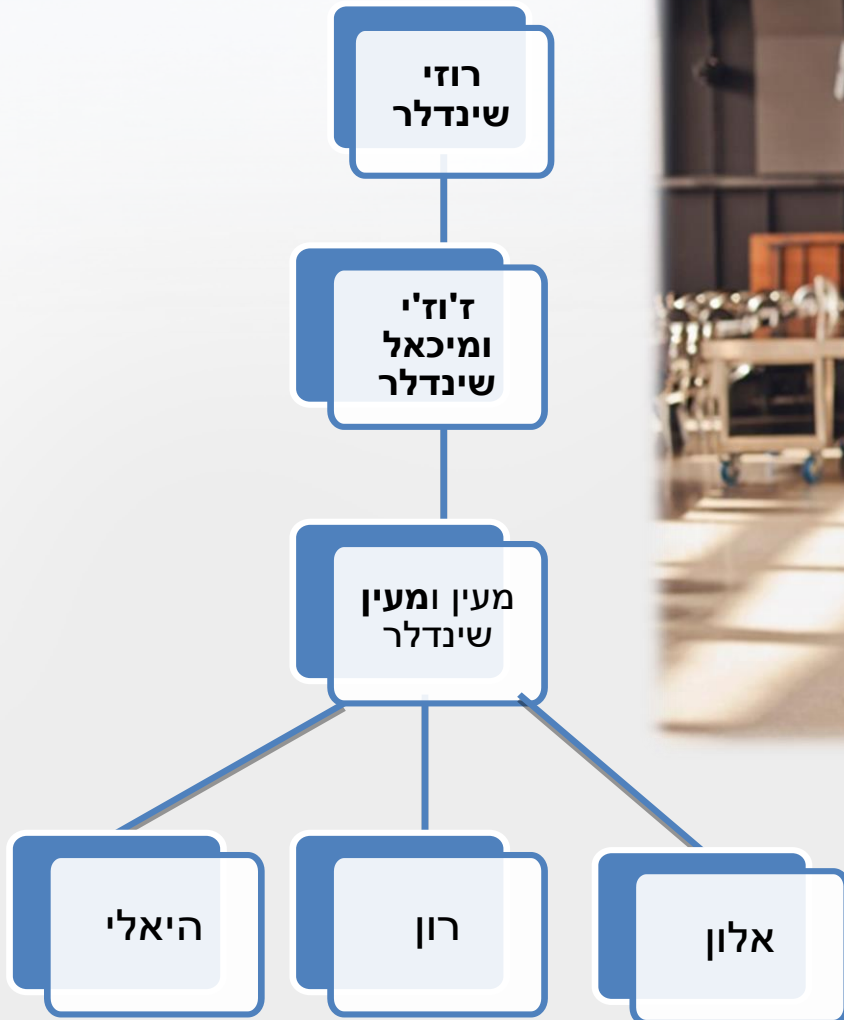 רוזי
שינדלר
ז'וז'י
ומיכאל
שינדלר
מעין ומעין
שינדלר
אלון
רון
היאלי